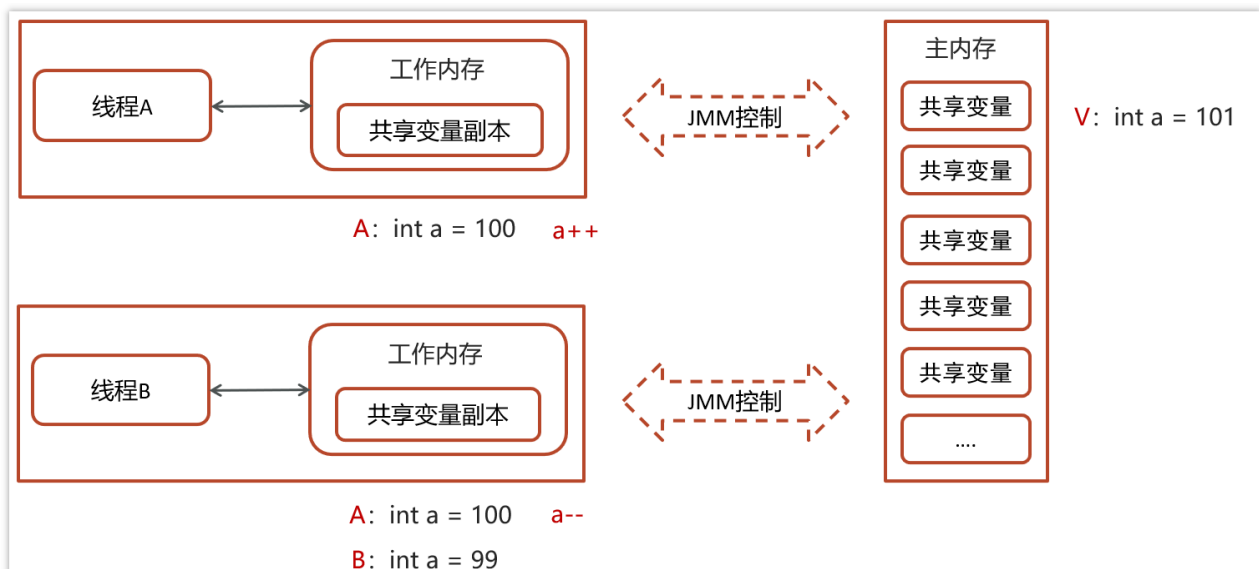 线程A
工作内存
共享变量副本
A: int a = 100 a++
JMM控制
线程B
工作内存
共享变量副本
A: int a = 100 a--
B: int a = 99
JMM控制
主内存
共享变量
V: int a = 101
共享变量
共享变量
共享变量
共享变量
....